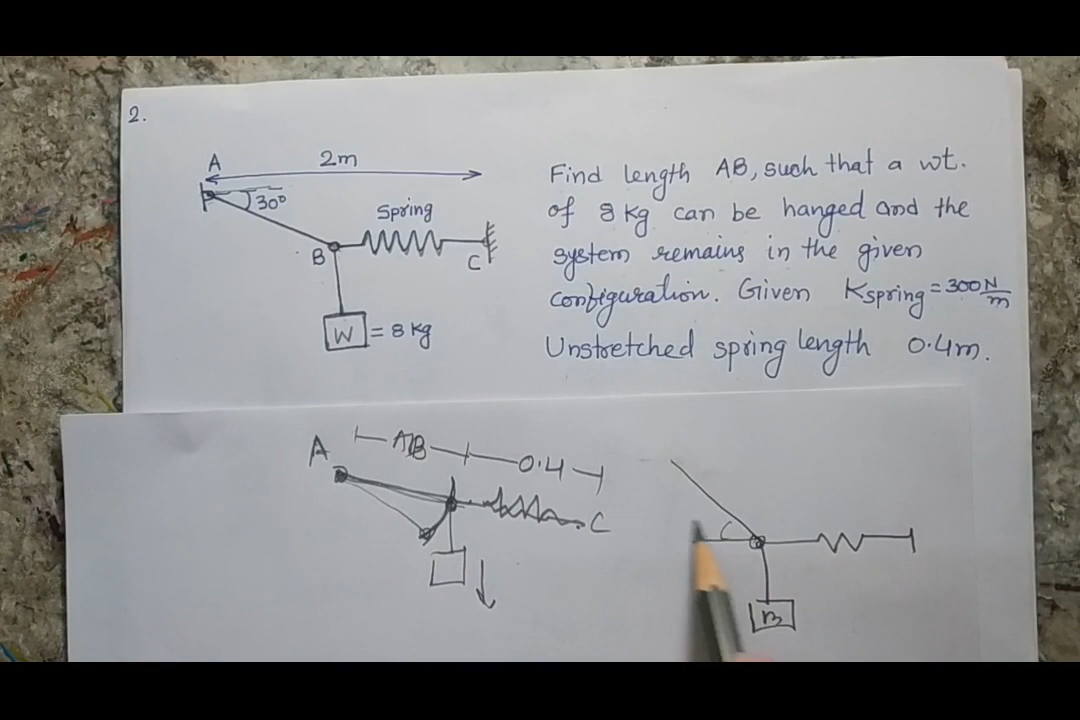 2.
A
2m
30°
Spring
B
C
W = 8 kg
Find length AB, such that a wt.
of 8 kg can be hanged and the
system remains in the given
configuration. Given Kspring = 300 N/m
Unstretched spring length 0.4m.
A
AB
0.4
C
m